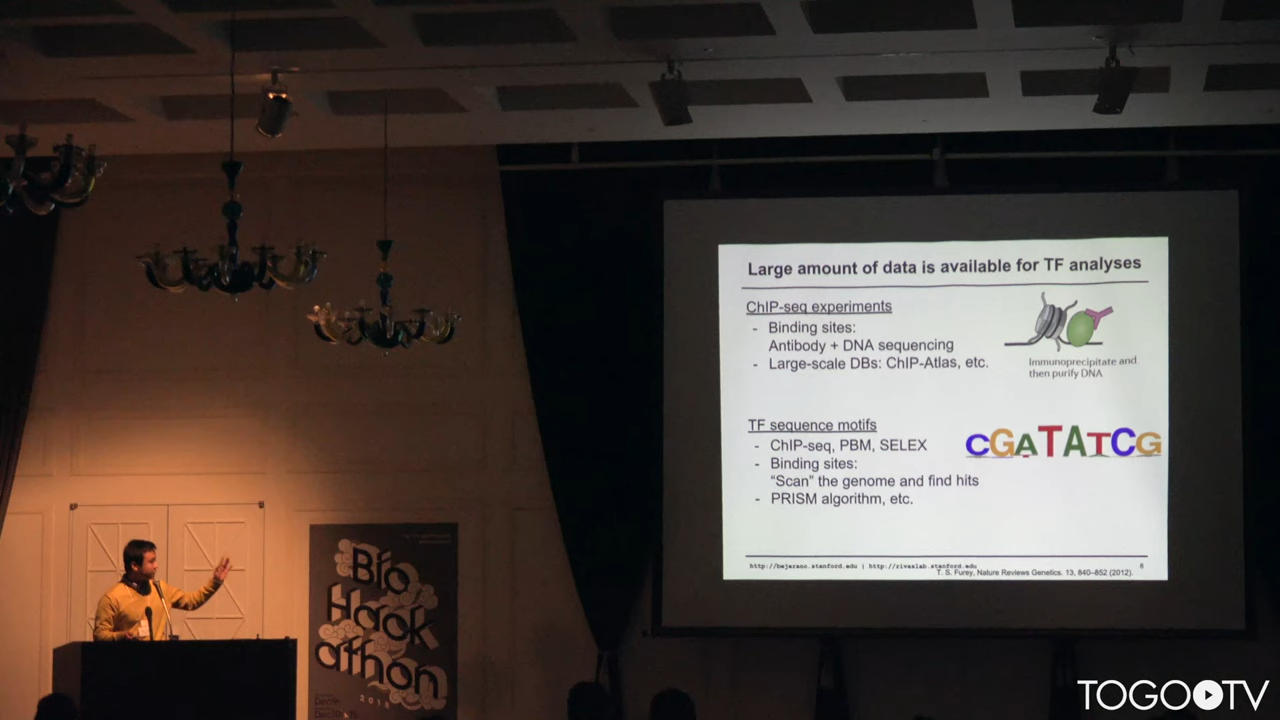 Large amount of data is available for TF analyses
ChIP-seq experiments
- Binding sites:
Antibody + DNA sequencing
- Large-scale DBs: ChIP-Atlas, etc.
Immunoprecipitate and
then purify DNA
TF sequence motifs
- ChIP-seq, PBM, SELEX
- Binding sites:
"Scan" the genome and find hits
- PRISM algorithm, etc.
CGATATCG
http://bejerano.stanford.edu | http://rivaslab.stanford.edu
6
T. S. Furey, Nature Reviews Genetics. 13, 840–852 (2012).
Bio
Hack
athon
2018
TOGOTV